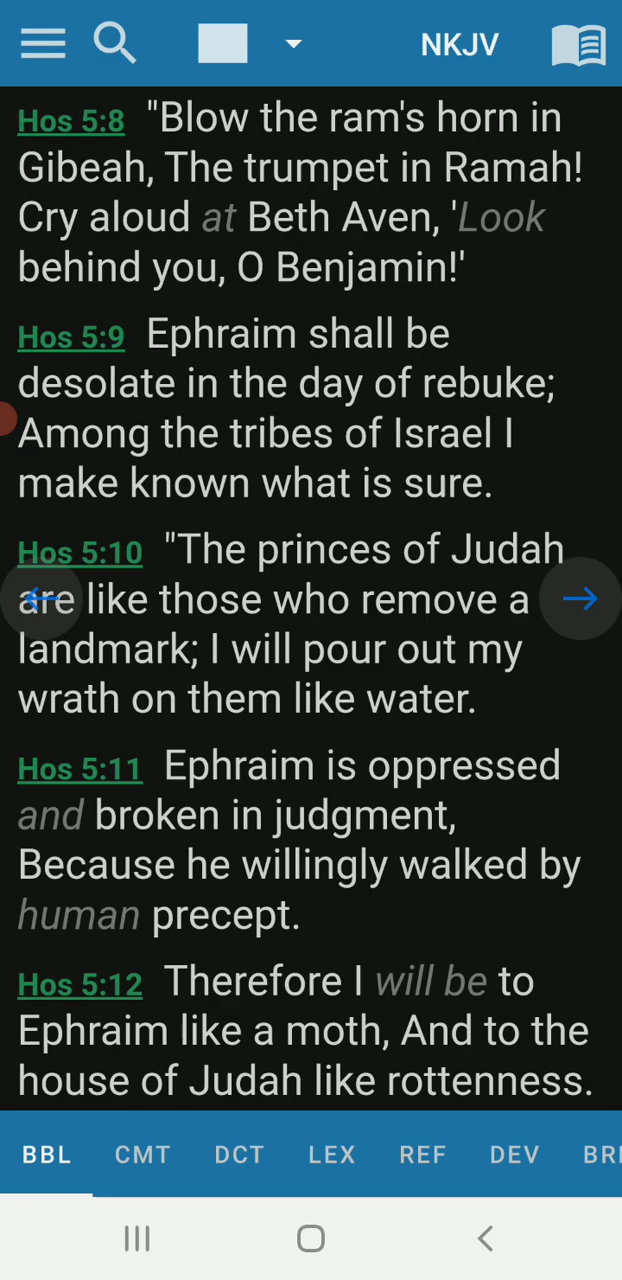 NKJV
Hos 5:8 "Blow the ram's horn in
Gibeah, The trumpet in Ramah!
Cry aloud at Beth Aven, 'Look
behind you, O Benjamin!'
Hos 5:9 Ephraim shall be
desolate in the day of rebuke;
Among the tribes of Israel I
make known what is sure.
Hos 5:10 "The princes of Judah
are like those who remove a
landmark; I will pour out my
wrath on them like water.
Hos 5:11 Ephraim is oppressed
and broken in judgment,
Because he willingly walked by
human precept.
Hos 5:12 Therefore I will be to
Ephraim like a moth, And to the
house of Judah like rottenness.
BBL CMT DCT LEX REF DEV